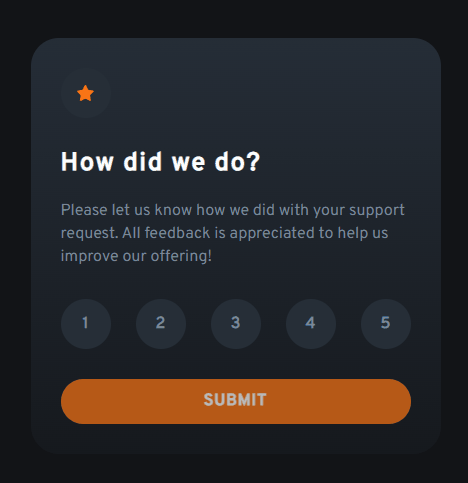 How did we do?
Please let us know how we did with your support
request. All feedback is appreciated to help us
improve our offering!
1 2 3 4 5
SUBMIT